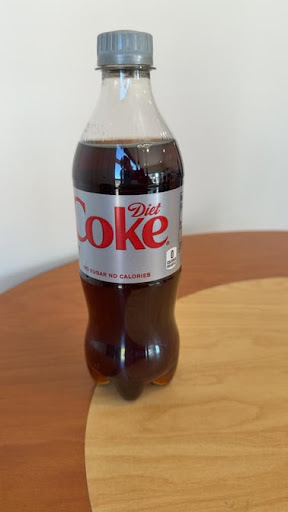 Diet
Coke
NO SUGAR NO CALORIES
0